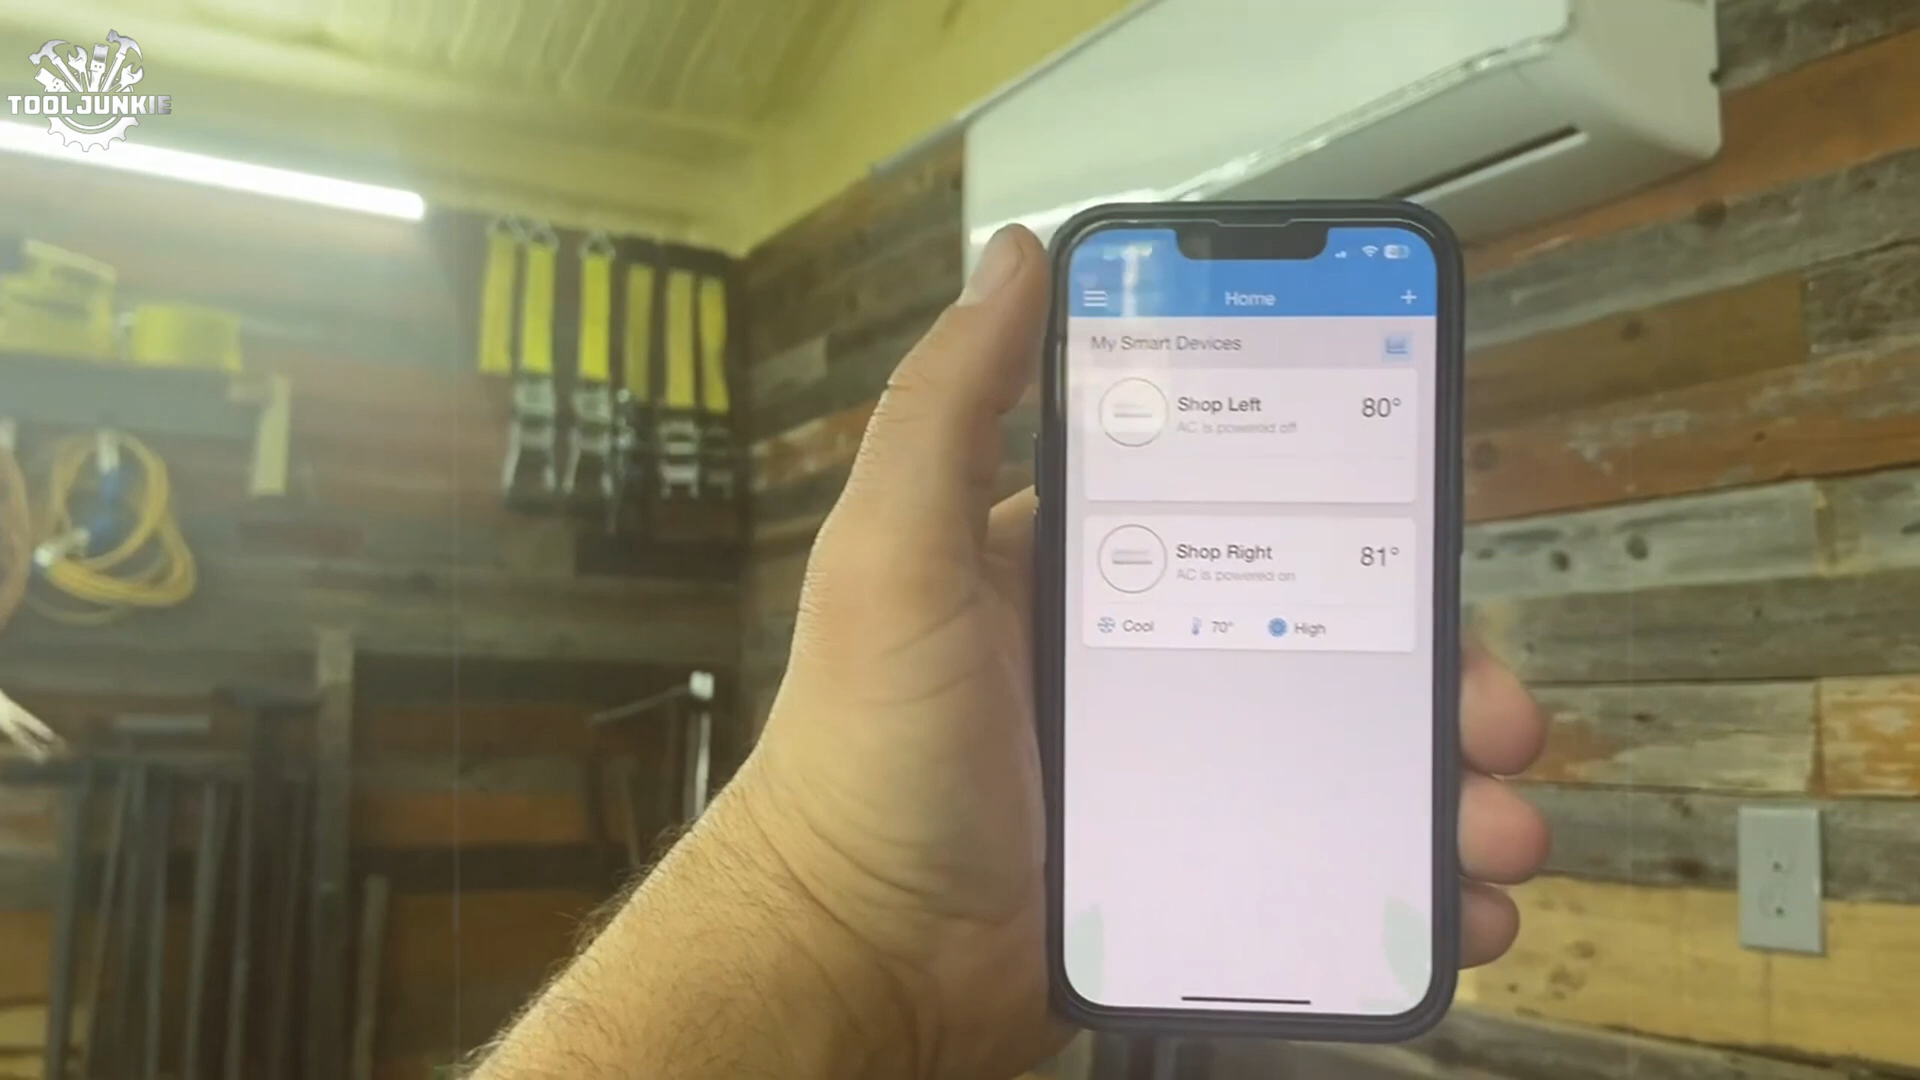 TOOLJUNKIE
Home
My Smart Devices
Shop Left 80°
AC is powered off
Shop Right 81°
AC is powered on
Cool 70° High